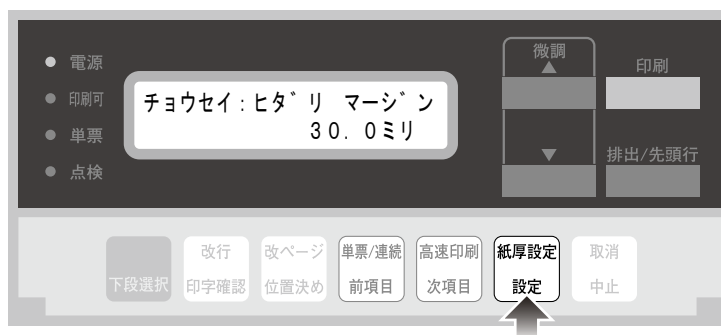 微調
電源
印刷
印刷可
チョウセイ:ヒダリ マージン
30.0ミリ
単票
排出/先頭行
点検
改行
改ページ
単票/連続
高速印刷
紙厚設定
取消
下段選択
印字確認
位置決め
前項目
次項目
設定
中止